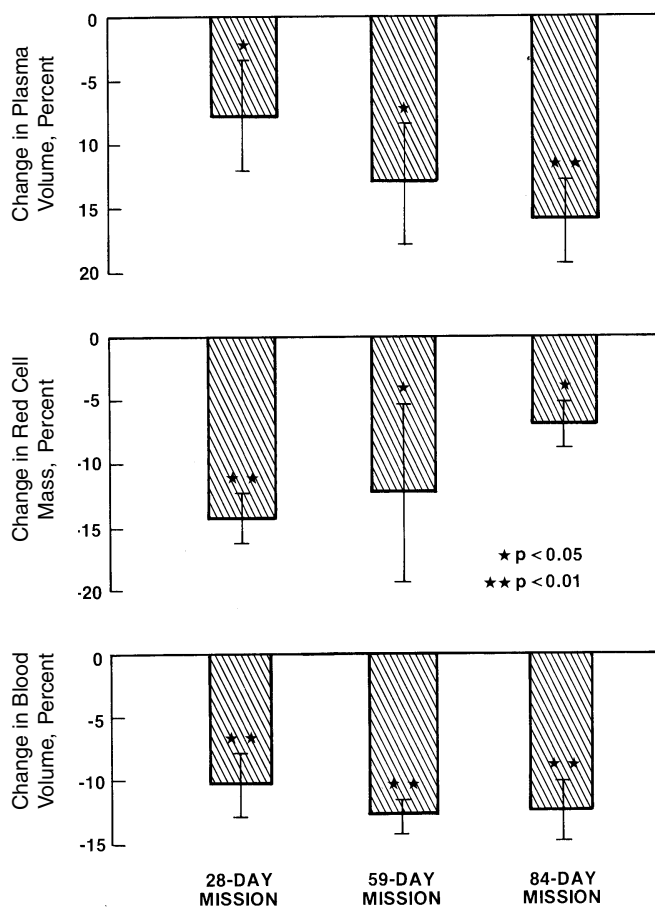 Change in Plasma
Volume, Percent
0
-5
10
15
20
★
★
★ ★
Change in Red Cell
Mass, Percent
0
-5
-10
-15
-20
★ ★
★
★
★ p < 0.05
★★ p < 0.01
Change in Blood
Volume, Percent
0
-5
-10
-15
★ ★
★ ★
★ ★
28-DAY
MISSION
59-DAY
MISSION
84-DAY
MISSION